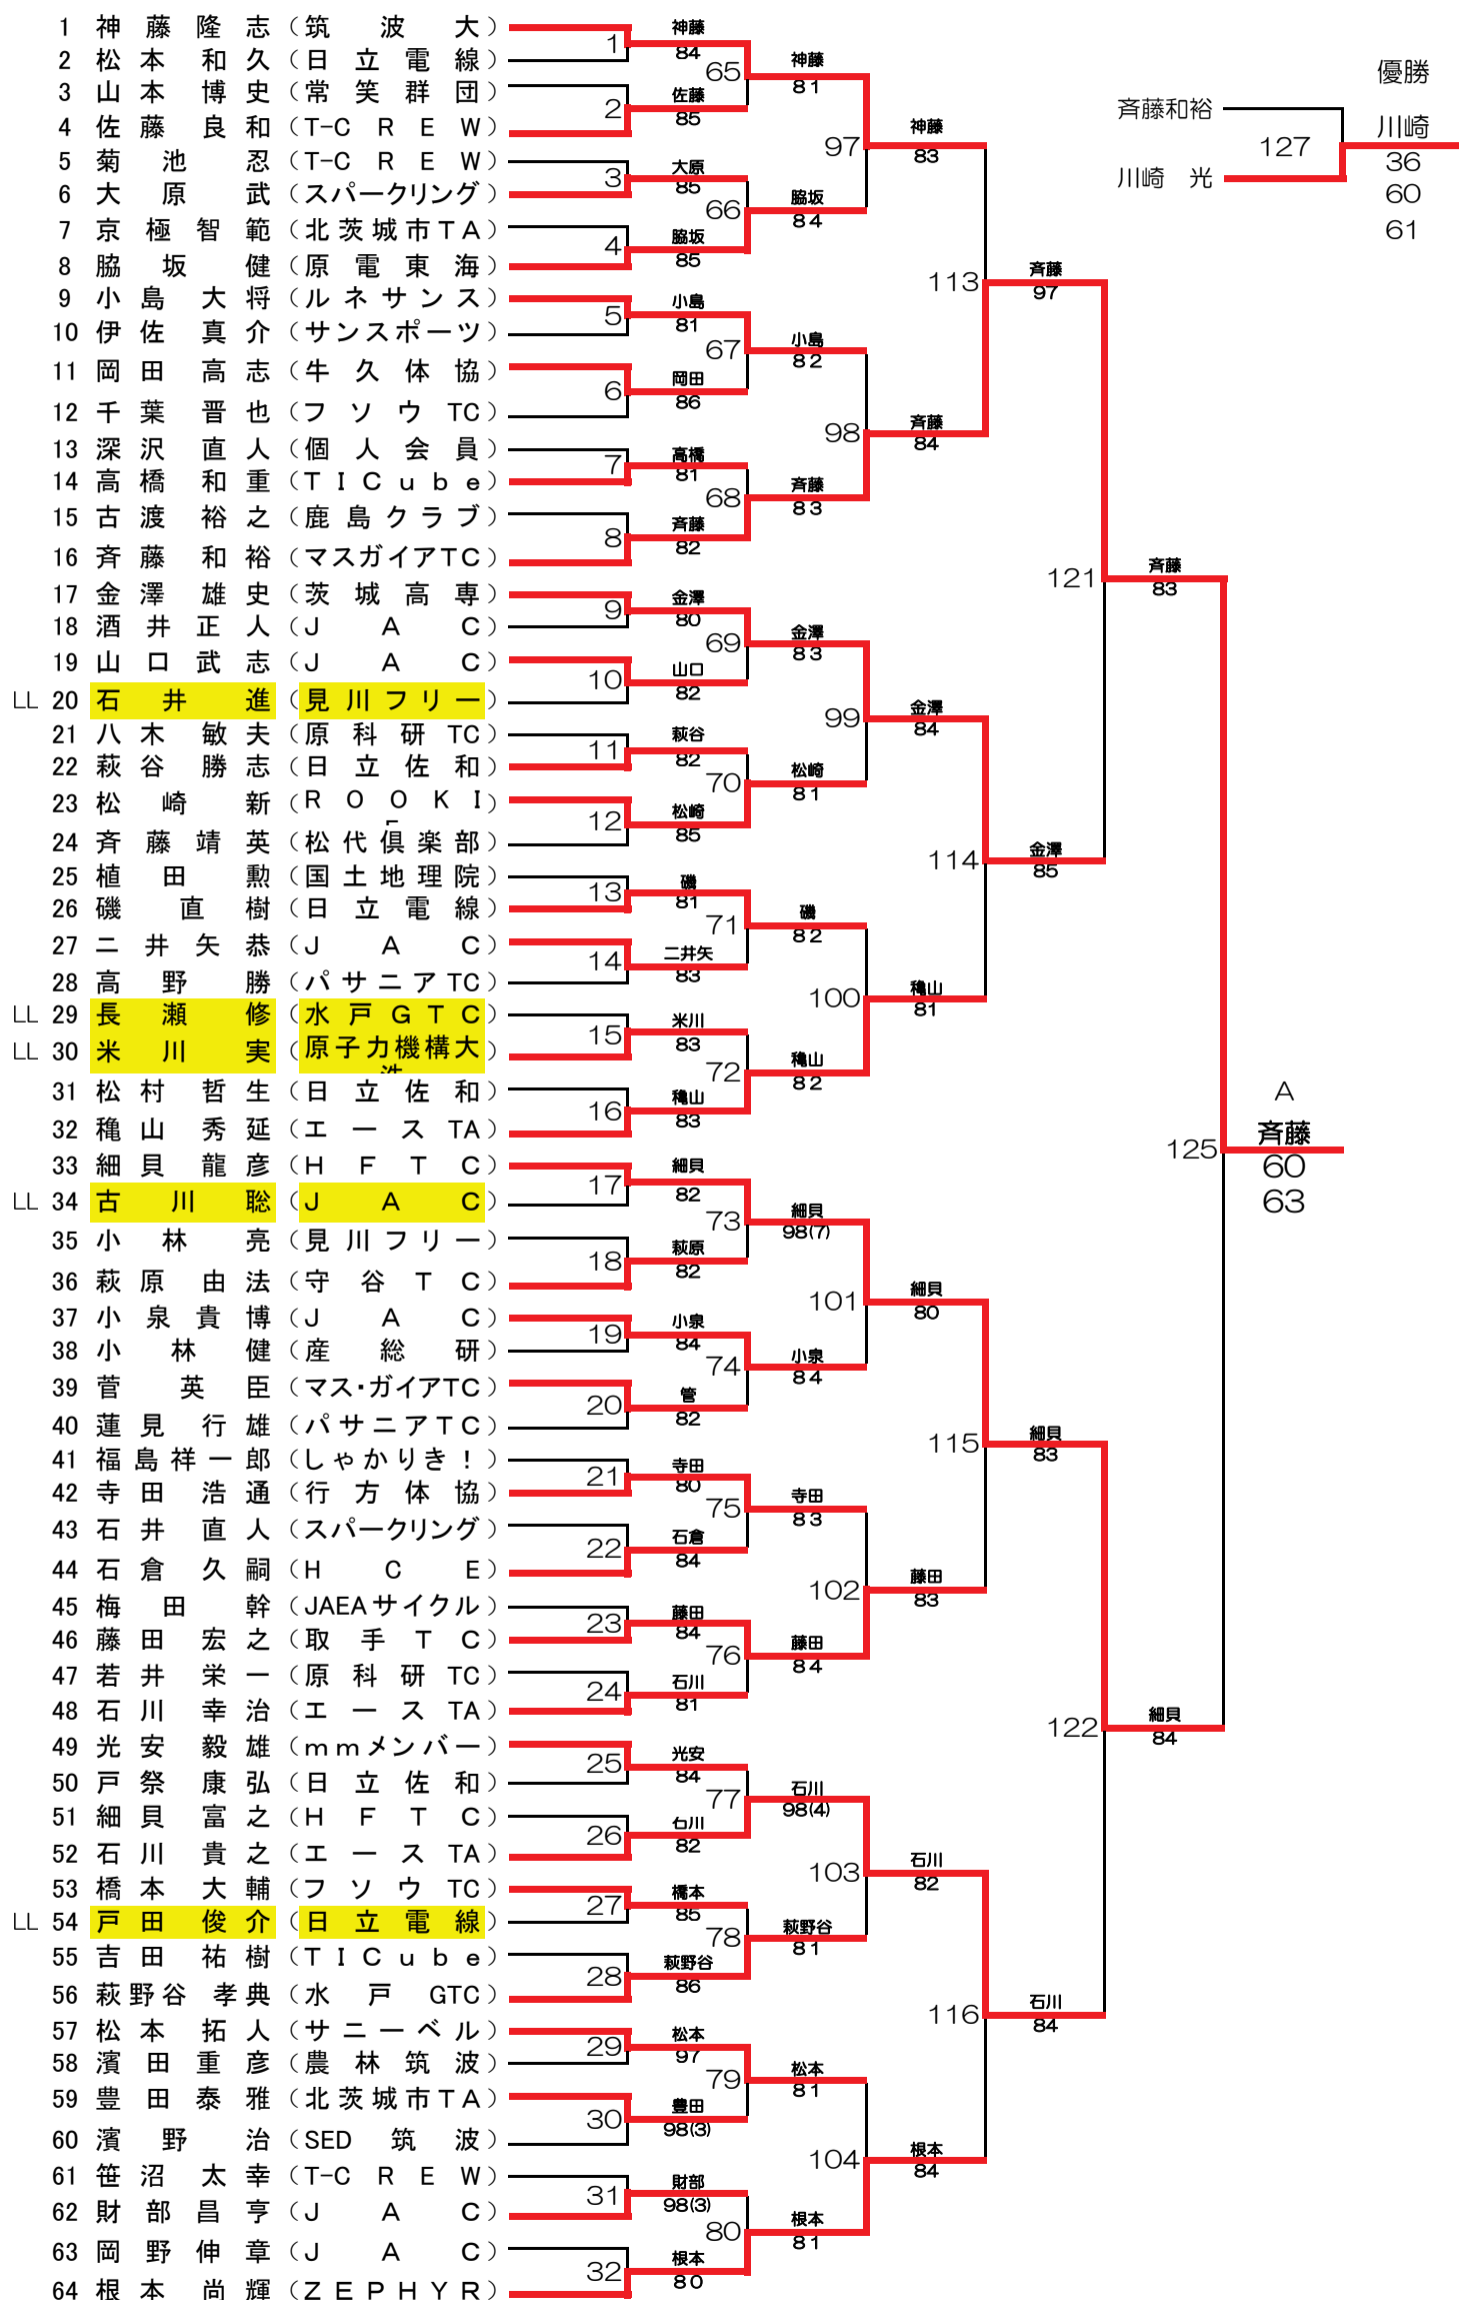 1 神藤隆志 (筑波大)
2 松本和久 (日立電線)
3 山本博史 (常笑群団)
4 佐藤良和 (T-CREW)
5 菊池忍 (T-CREW)
6 大原武 (スパークリング)
7 京極智範 (北茨城市TA)
8 脇坂健 (原電東海)
9 小島大将 (ルネサンス)
10 伊佐真介 (サンスポーツ)
11 岡田高志 (牛久体協)
12 千葉晋也 (フソウTC)
13 深沢直人 (個人会員)
14 高橋和重 (TICube)
15 古渡裕之 (鹿島クラブ)
16 斉藤和裕 (マスガイアTC)
17 金澤雄史 (茨城高専)
18 酒井正人 (JAC)
19 山口武志 (JAC)
LL 20 石井進 (見川フリー)
21 八木敏夫 (原科研TC)
22 萩谷勝志 (日立佐和)
23 松崎新 (ROOKI
24 斉藤靖英 (松代倶楽部)
25 植田勲 (国土地理院)
26 磯直樹 (日立電線)
27 二井矢恭 (JAC)
28 高野勝 (パサニアTC)
LL 29 長瀬修 (水戸GTC)
LL 30 米川実 (原子力機構大)
31 松村哲生 (日立佐和)
32 穐山秀延 (エースTA)
33 細貝龍彦 (HFTC)
LL 34 古川聡 (JAC)
35 小林亮 (見川フリー)
36 萩原由法 (守谷TC)
37 小泉貴博 (JAC)
38 小林健 (産総研)
39 菅英臣 (マス・ガイアTC)
40 蓮見行雄 (パサニアTC)
41 福島祥一郎 (しゃかりき!)
42 寺田浩通 (行方体協)
43 石井直人 (スパークリング)
44 石倉久嗣 (HCE)
45 梅田幹 (JAEAサイクル)
46 藤田宏之 (取手TC)
47 若井栄一 (原科研TC)
48 石川幸治 (エースTA)
49 光安毅雄 (mmメンバー)
50 戸祭康弘 (日立佐和)
51 細貝富之 (HFTC)
52 石川貴之 (エースTA)
53 橋本大輔 (フソウTC)
LL 54 戸田俊介 (日立電線)
55 吉田祐樹 (TICube)
56 萩野谷孝典 (水戸GTC)
57 松本拓人 (サニーベル)
58 濱田重彦 (農林筑波)
59 豊田泰雅 (北茨城市TA)
60 濱野治 (SED筑波)
61 笹沼太幸 (T-CREW)
62 財部昌亨 (JAC)
63 岡野伸章 (JAC)
64 根本尚輝 (ZEPHYR)
1 神藤 84
2 佐藤 85
3 大原 85
4 脇坂 85
5 小島 81
6 岡田 86
7 高橋 81
8 斉藤 82
9 金澤 80
10 山口 82
11 萩谷 82
12 松崎 85
13 磯 81
14 二井矢 83
15 米川 83
16 穐山 83
17 細貝 82
18 萩原 82
19 小泉 84
20 管 82
21 寺田 80
22 石倉 84
23 藤田 84
24 石川 81
25 光安 84
26 石川 82
27 橋本 85
28 萩野谷 86
29 松本 97
30 豊田 98(3)
31 財部 98(3)
32 根本 80
65 神藤 81
66 脇坂 84
67 小島 82
68 斉藤 83
69 金澤 83
70 松崎 81
71 磯 82
72 穐山 82
73 細貝 98(7)
74 小泉 84
75 寺田 83
76 藤田 84
77 石川 98(4)
78 萩野谷 81
79 松本 81
80 根本 81
97 神藤 83
98 斉藤 84
99 金澤 84
100 穐山 81
101 細貝 80
102 藤田 83
103 石川 82
104 根本 84
113 斉藤 97
114 金澤 85
115 細貝 83
116 石川 84
121 斉藤 83
122 細貝 84
125
A
斉藤
60
63
優勝
斉藤和裕
川崎 光
127
川崎
36
60
61